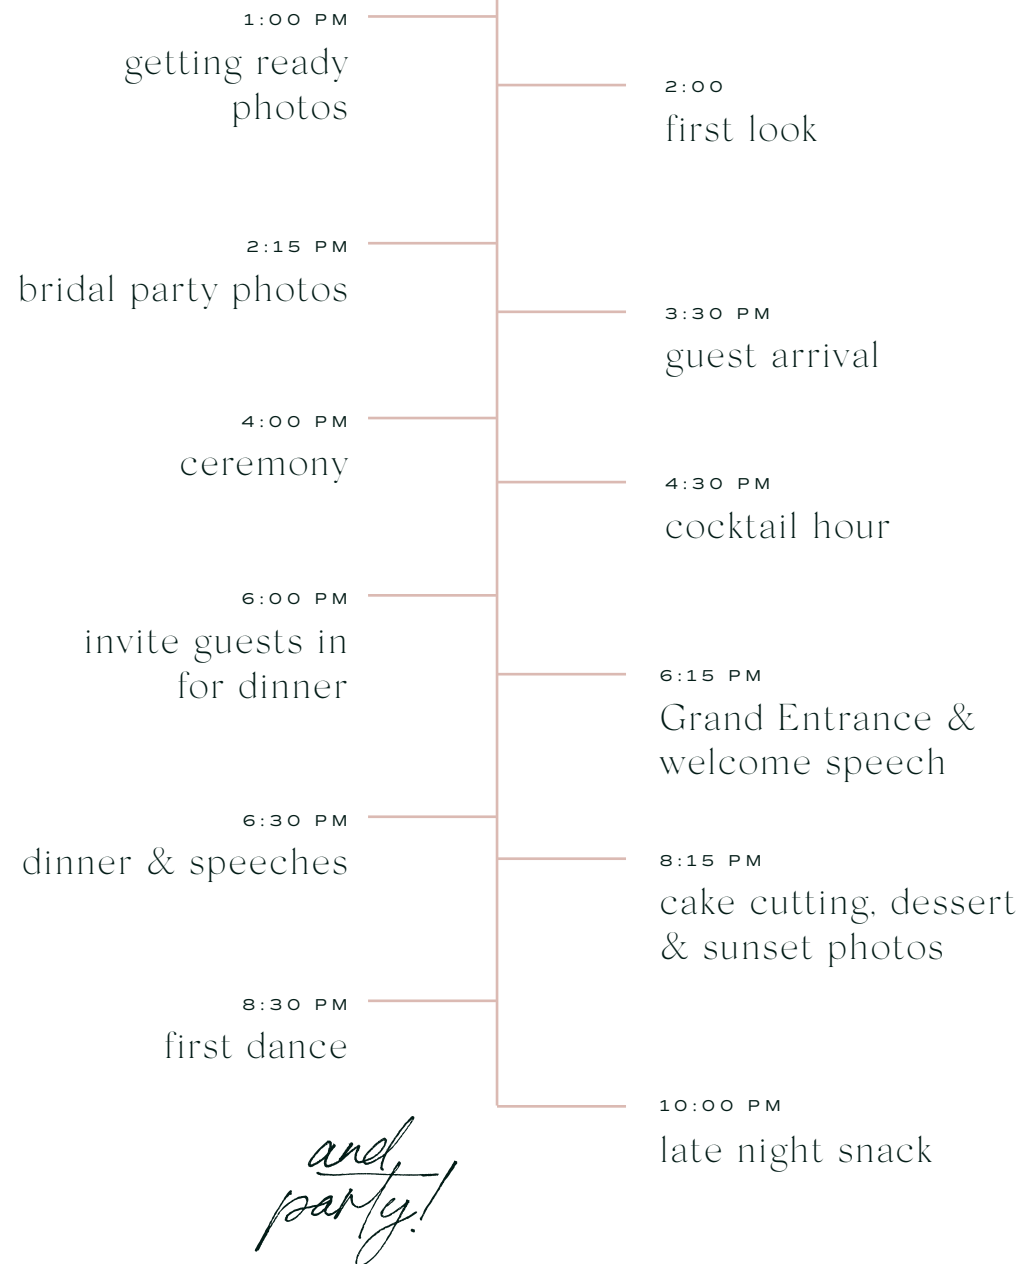 1:00 PM
getting ready
photos
2:00
first look
2:15 PM
bridal party photos
3:30 PM
guest arrival
4:00 PM
ceremony
4:30 PM
cocktail hour
6:00 PM
invite guests in
for dinner
6:15 PM
Grand Entrance &
welcome speech
6:30 PM
dinner & speeches
8:15 PM
cake cutting, dessert
& sunset photos
8:30 PM
first dance
10:00 PM
late night snack
and
party!